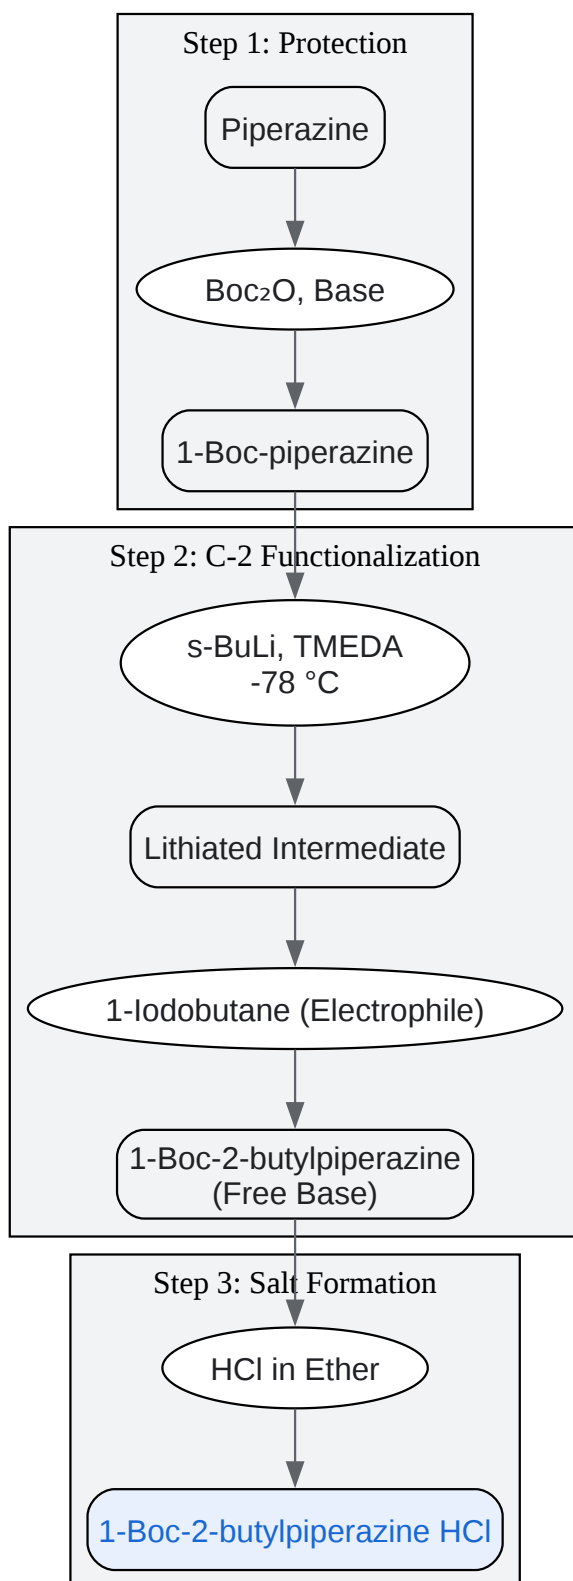 Step 1: Protection
Piperazine
Boc₂O, Base
1-Boc-piperazine
Step 2: C-2 Functionalization
s-BuLi, TMEDA
-78 °C
Lithiated Intermediate
1-Iodobutane (Electrophile)
1-Boc-2-butylpiperazine
(Free Base)
Step 3: Salt Formation
HCl in Ether
1-Boc-2-butylpiperazine HCl